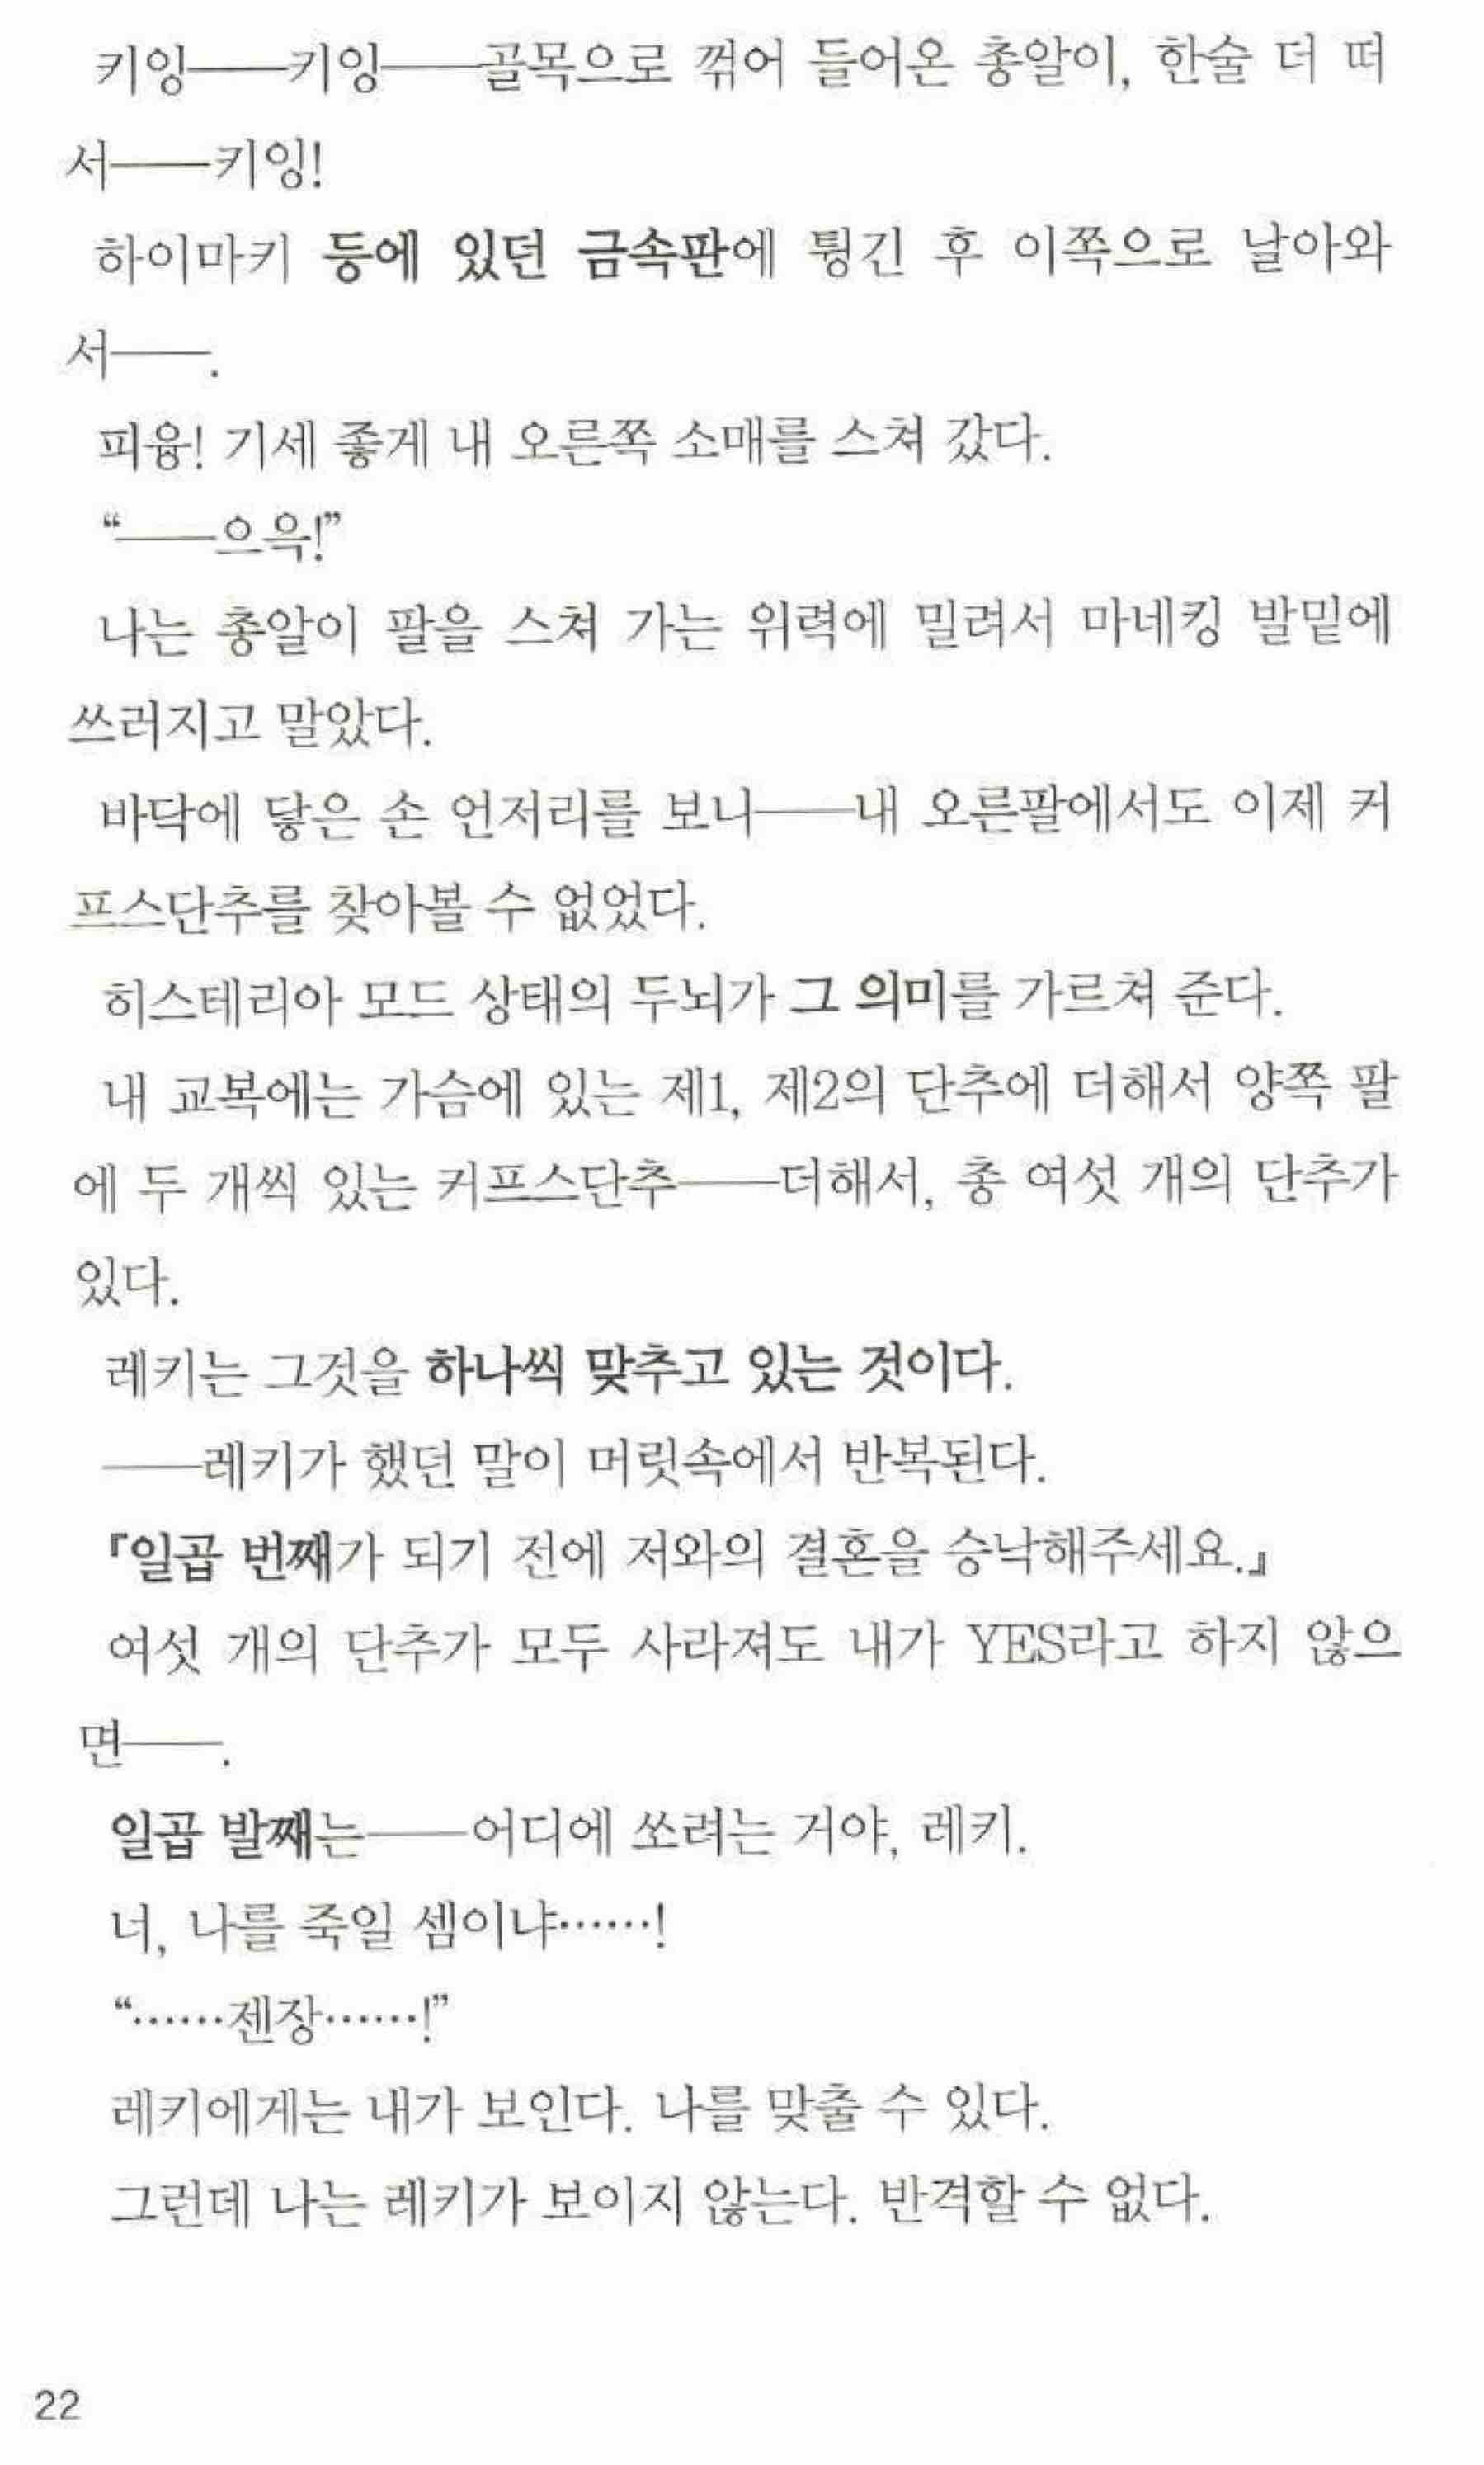 키잉——키잉——골목으로 꺾어 들어온 총알이, 한술 더 떠
서——키잉!
하이마키 등에 있던 금속판에 튕긴 후 이쪽으로 날아와
서——.
피융! 기세 좋게 내 오른쪽 소매를 스쳐 갔다.
“——으윽!”
나는 총알이 팔을 스쳐 가는 위력에 밀려서 마네킹 발밑에
쓰러지고 말았다.
바닥에 닿은 손 언저리를 보니——내 오른팔에서도 이제 커
프스단추를 찾아볼 수 없었다.
히스테리아 모드 상태의 두뇌가 그 의미를 가르쳐 준다.
내 교복에는 가슴에 있는 제1, 제2의 단추에 더해서 양쪽 팔
에 두 개씩 있는 커프스단추——더해서, 총 여섯 개의 단추가
있다.
레키는 그것을 하나씩 맞추고 있는 것이다.
——레키가 했던 말이 머릿속에서 반복된다.
『일곱 번째가 되기 전에 저와의 결혼을 승낙해주세요.』
여섯 개의 단추가 모두 사라져도 내가 YES라고 하지 않으
면——.
일곱 발째는——어디에 쏘려는 거야, 레키.
너, 나를 죽일 셈이냐……!
“……젠장……!”
레키에게는 내가 보인다. 나를 맞출 수 있다.
그런데 나는 레키가 보이지 않는다. 반격할 수 없다.
22